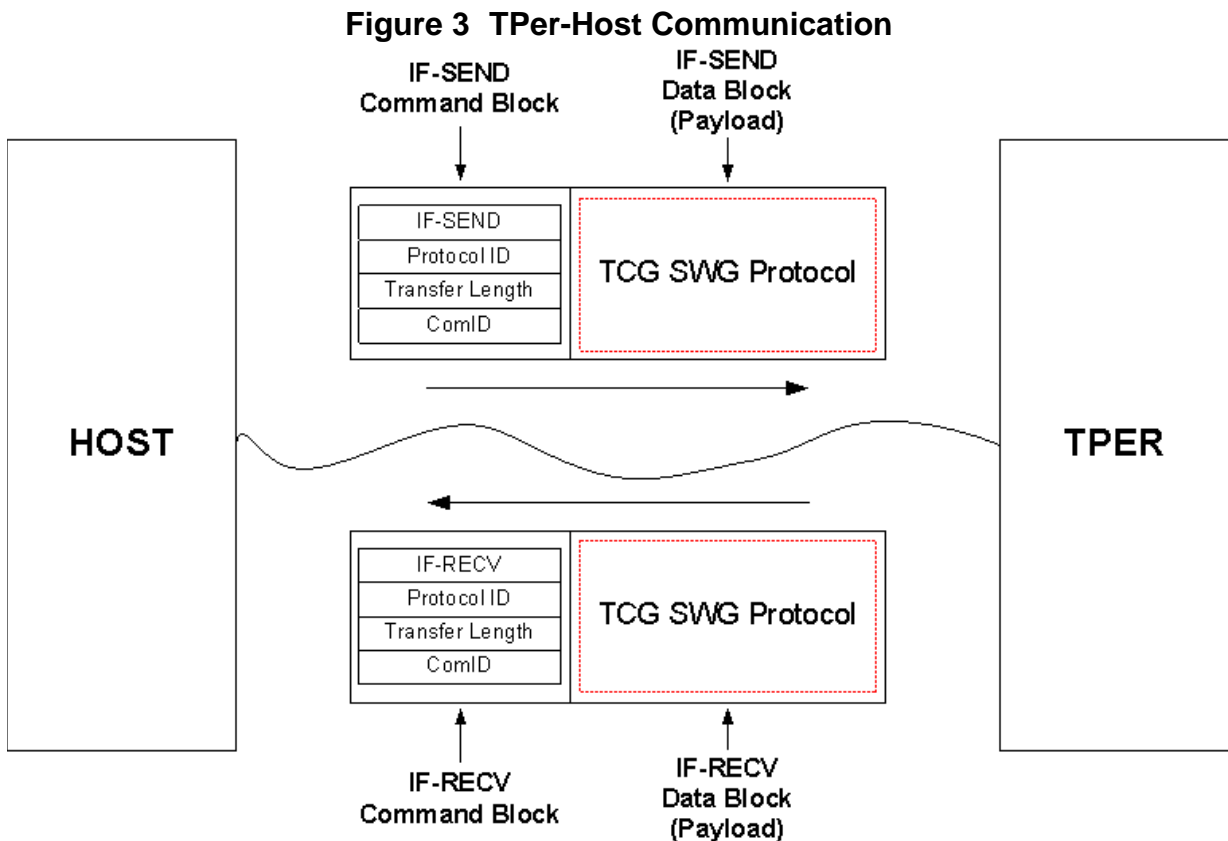 Figure 3 TPer-Host Communication
IF-SEND
Command Block
IF-SEND
Data Block
(Payload)
IF-SEND
Protocol ID
Transfer Length
ComID
TCG SWG Protocol
HOST
TPER
IF-RECV
Protocol ID
Transfer Length
ComID
TCG SWG Protocol
IF-RECV
Command Block
IF-RECV
Data Block
(Payload)